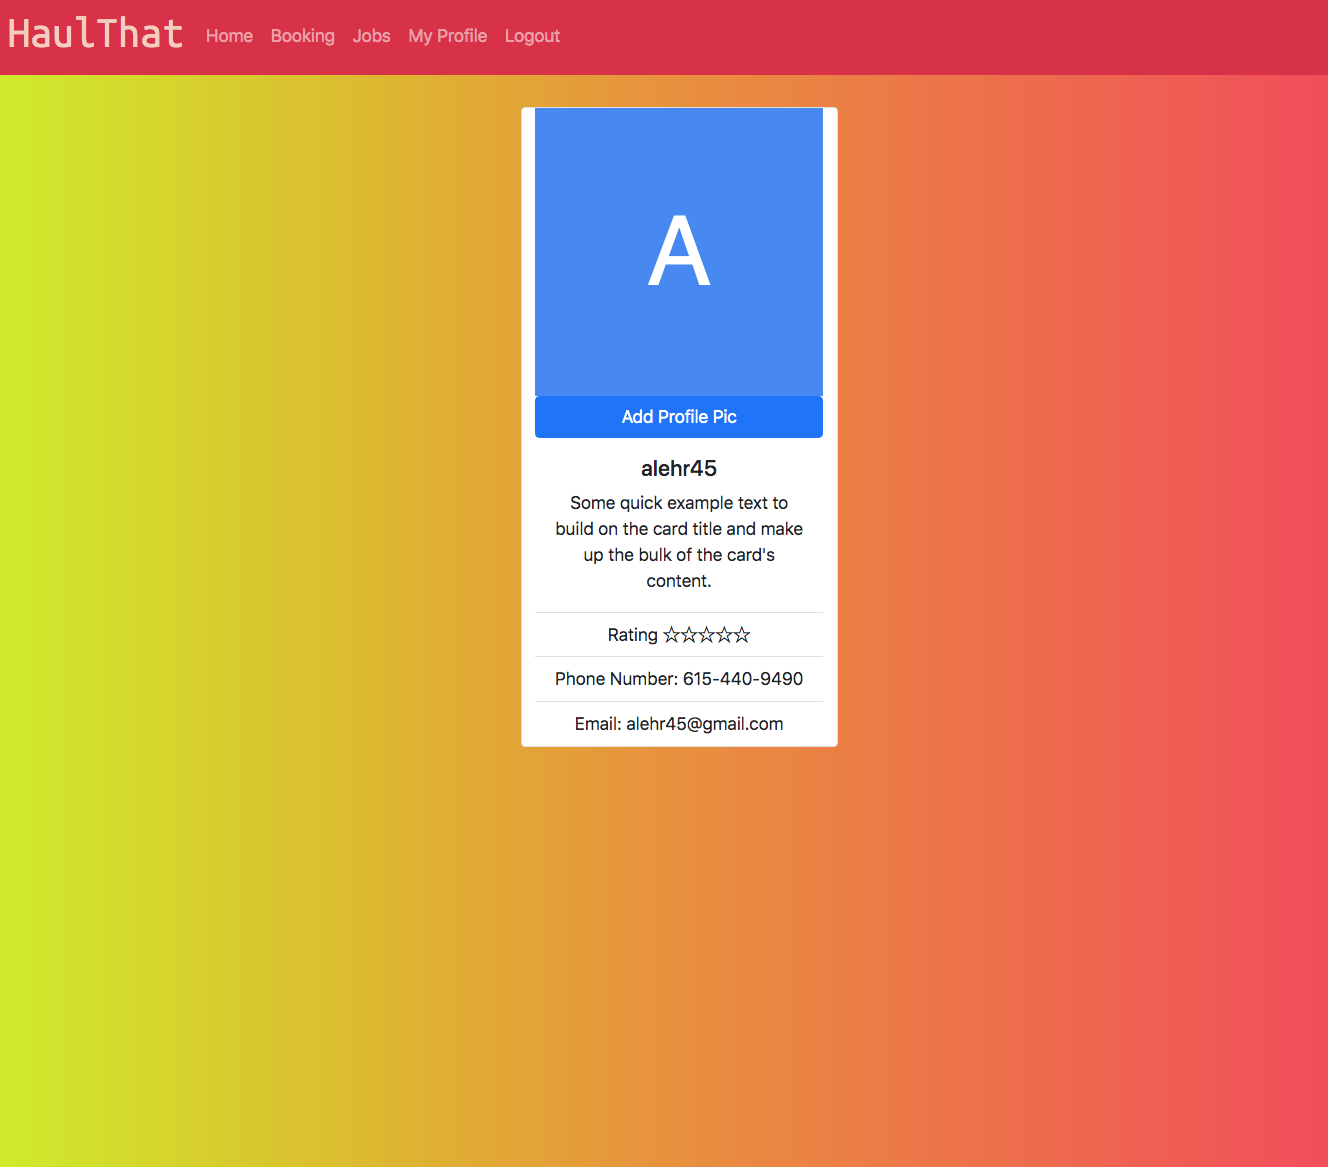 HaulThat Home Booking Jobs My Profile Logout
A
Add Profile Pic
alehr45
Some quick example text to
build on the card title and make
up the bulk of the card's
content.
Rating ☆☆☆☆☆
Phone Number: 615-440-9490
Email: alehr45@gmail.com